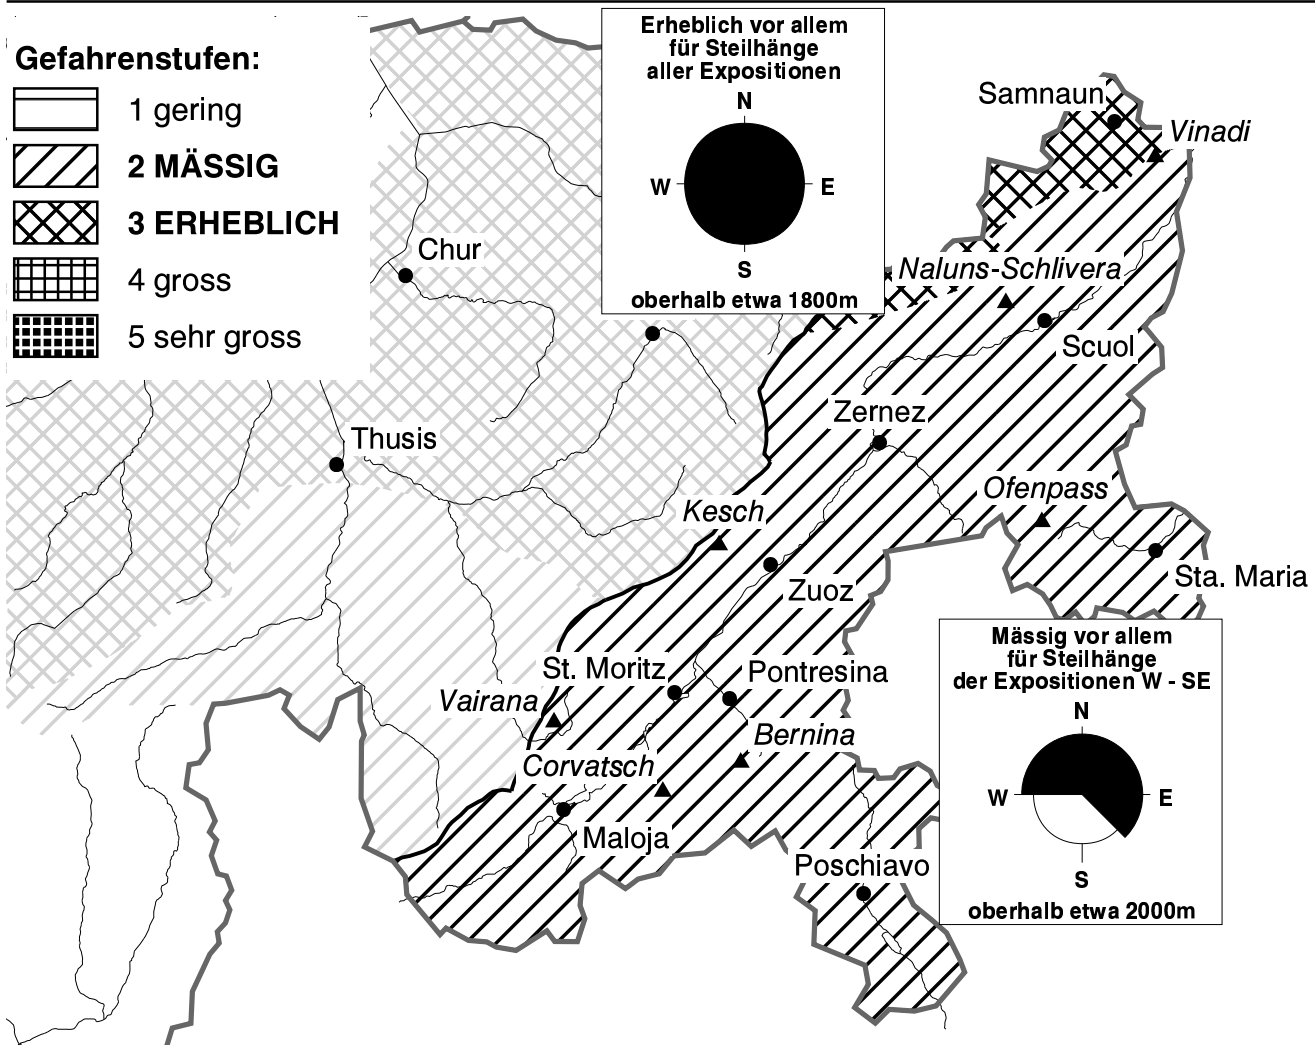 Gefahrenstufen:
1 gering
2 MÄSSIG
3 ERHEBLICH
4 gross
5 sehr gross
Erheblich vor allem
für Steilhänge
aller Expositionen
N
W
E
S
oberhalb etwa 1800m
Samnaun
Vinadi
Chur
Naluns-Schlivera
Scuol
Zernez
Thusis
Ofenpass
Kesch
Sta. Maria
Zuoz
St. Moritz
Pontresina
Vairana
Bernina
Corvatsch
Maloja
Poschiavo
Mässig vor allem
für Steilhänge
der Expositionen W - SE
N
W
E
S
oberhalb etwa 2000m